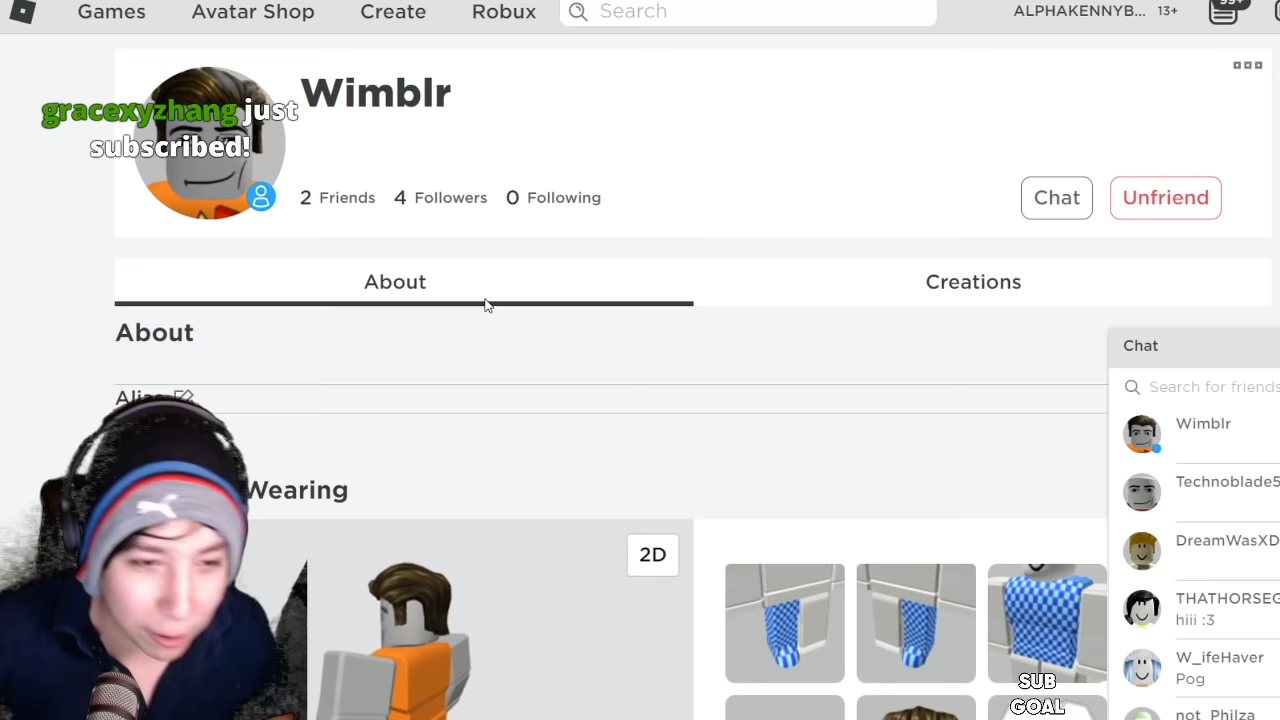 Games Avatar Shop Create Robux Search ALPHAKENNYB... 13+ 99+
Wimblr
gracexyzhang just
subscribed!
2 Friends 4 Followers 0 Following
Chat Unfriend
About Creations
About
Alias
Wearing
2D
Chat
Search for friends
Wimblr
Technoblade5
DreamWasXD
THATHORSEG
hiii :3
W_ifeHaver
Pog
not_Philza
SUB
GOAL